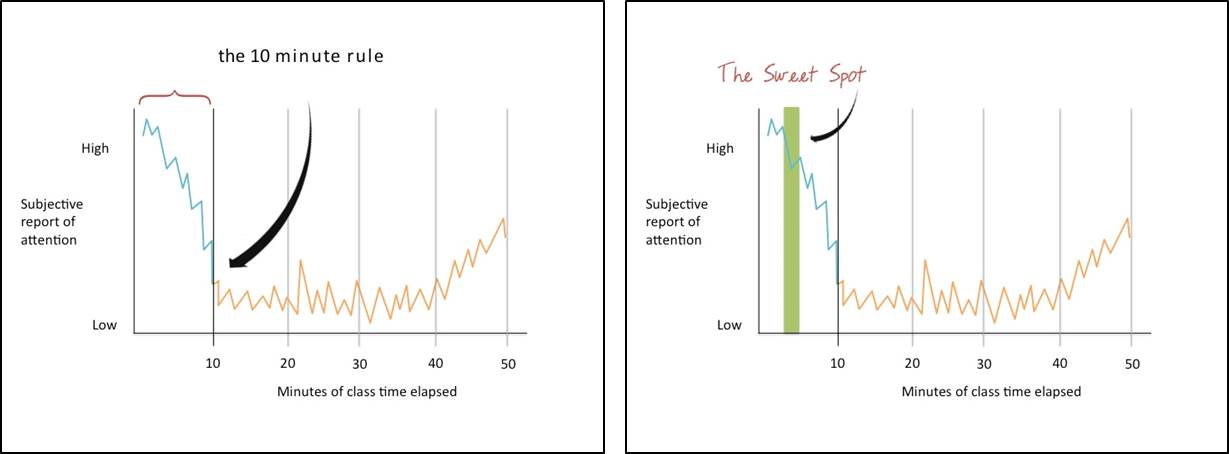 the 10 minute rule
High
Subjective
report of
attention
Low
10 20 30 40 50
Minutes of class time elapsed
The Sweet Spot
High
Subjective
report of
attention
Low
10 20 30 40 50
Minutes of class time elapsed